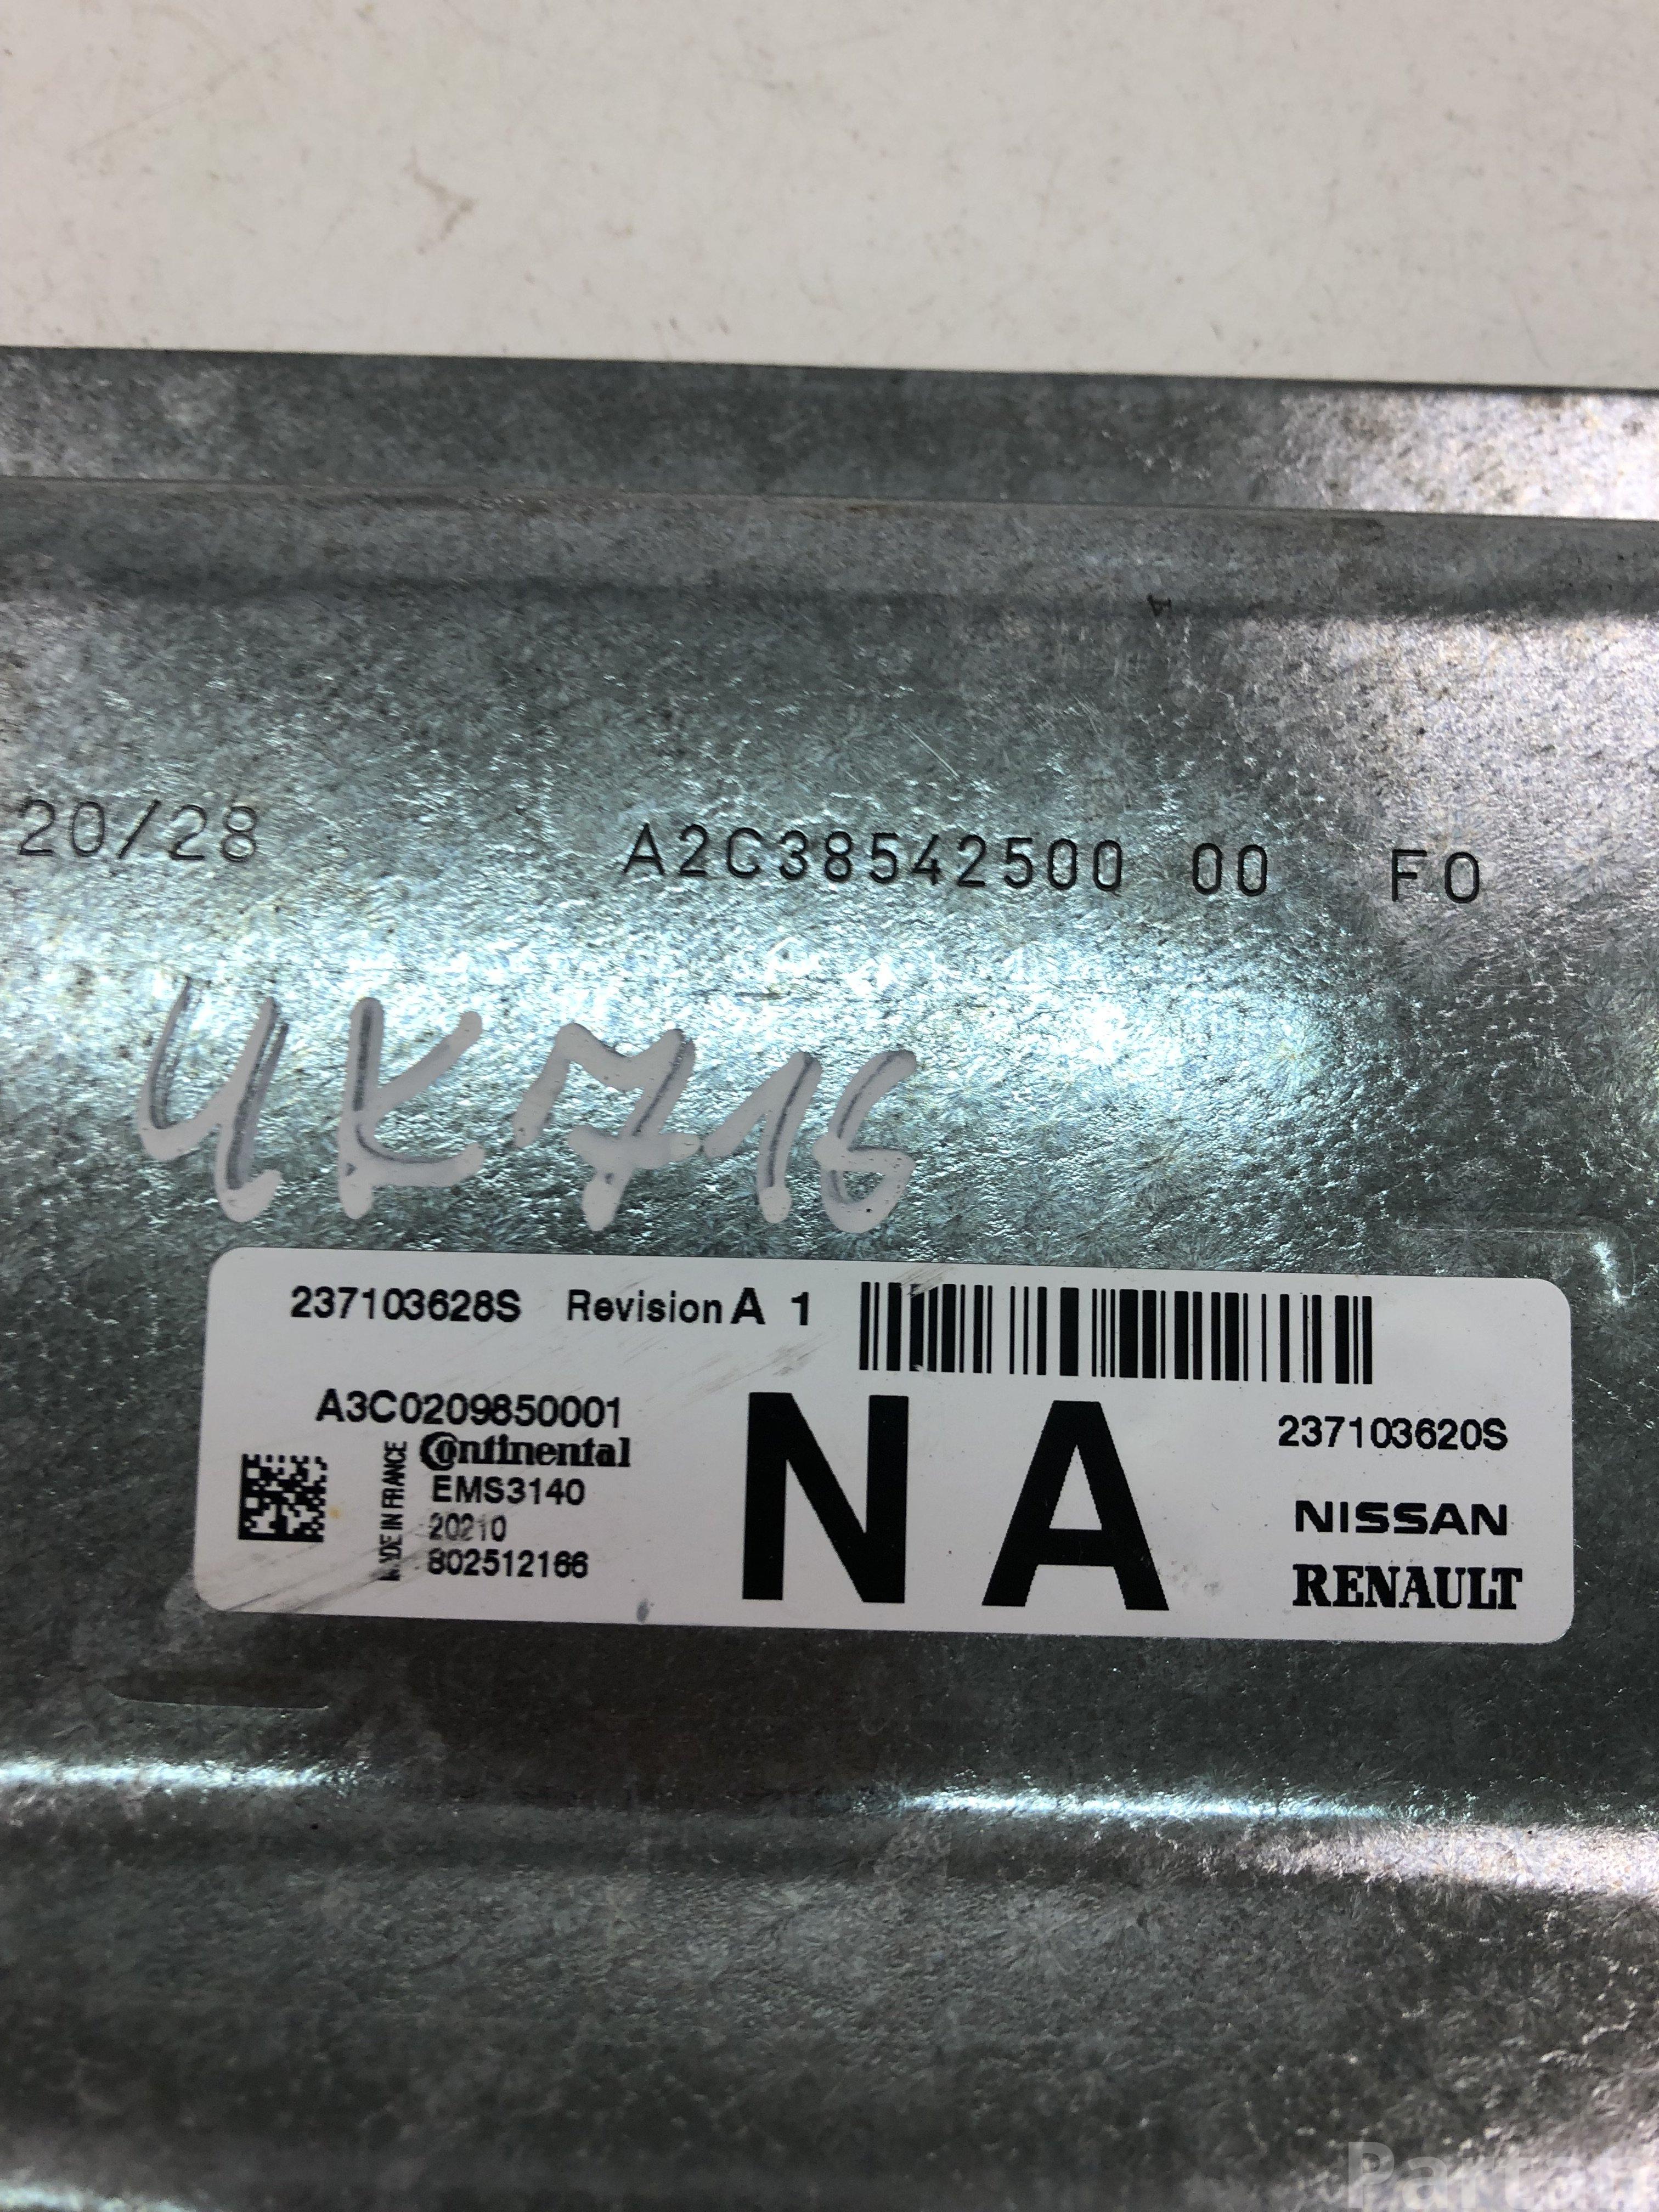 20/28 A2C38542500 00 F0
4K716
237103628S Revision A 1
A3C0209850001
Continental
MADE IN FRANCE
EMS3140
20210
802512166
NA
237103620S
NISSAN
RENAULT